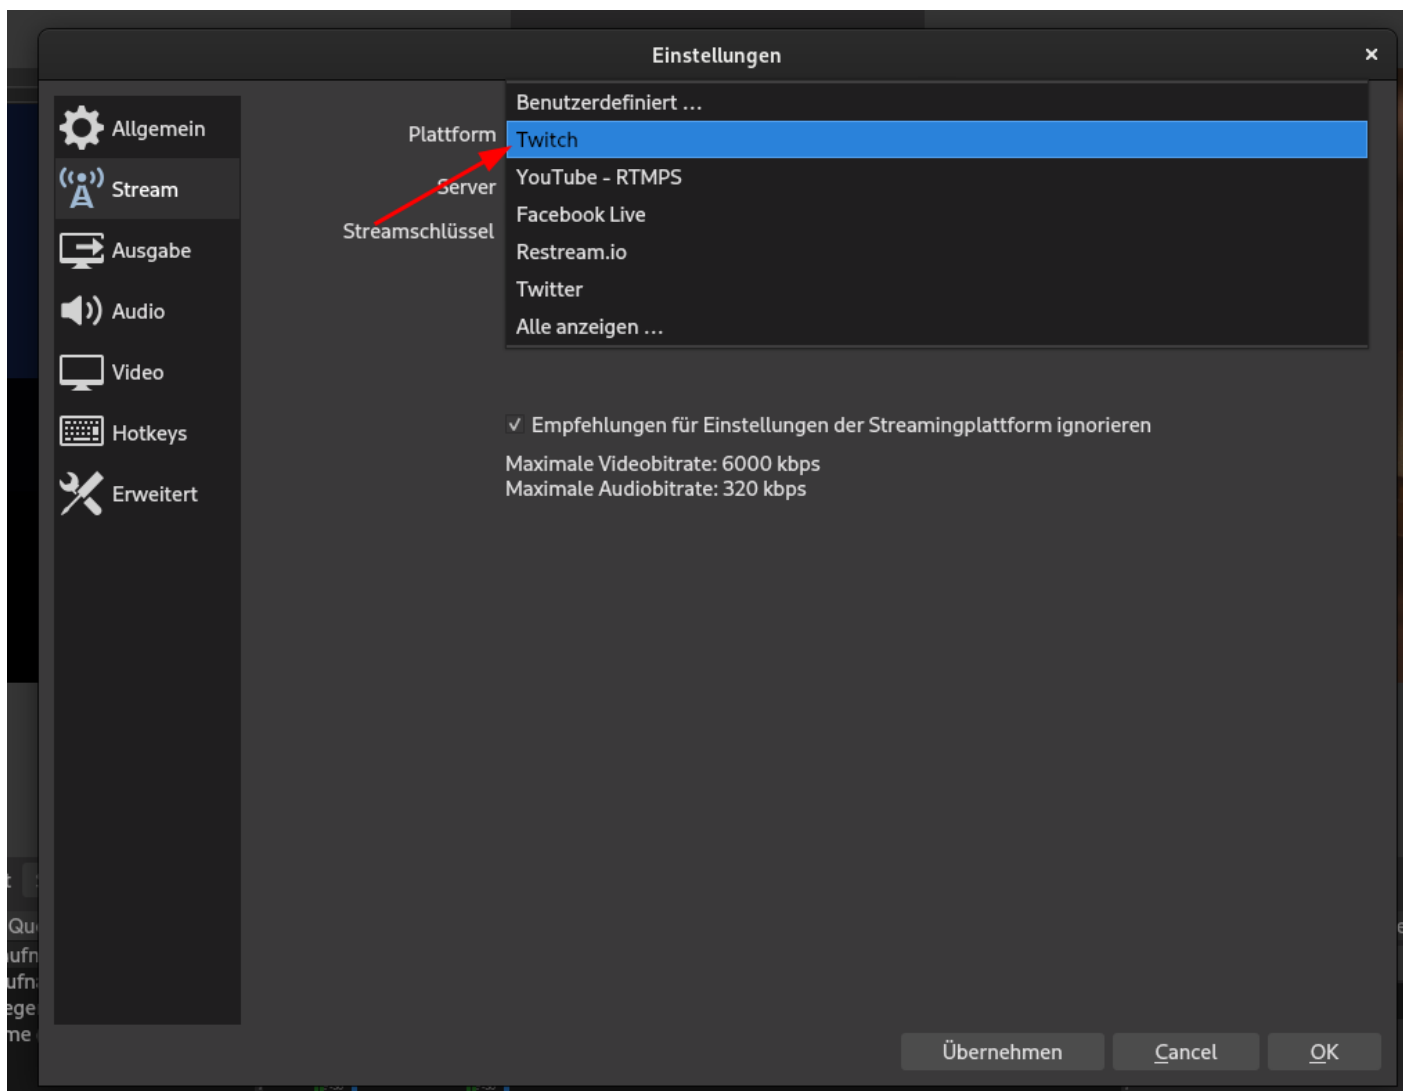 Einstellungen
Allgemein
Stream
Ausgabe
Audio
Video
Hotkeys
Erweitert
Plattform
Benutzerdefiniert ...
Twitch
YouTube - RTMPS
Facebook Live
Restream.io
Twitter
Alle anzeigen ...
Server
Streamschlüssel
✓ Empfehlungen für Einstellungen der Streamingplattform ignorieren
Maximale Videobitrate: 6000 kbps
Maximale Audiobitrate: 320 kbps
Übernehmen
Cancel
OK